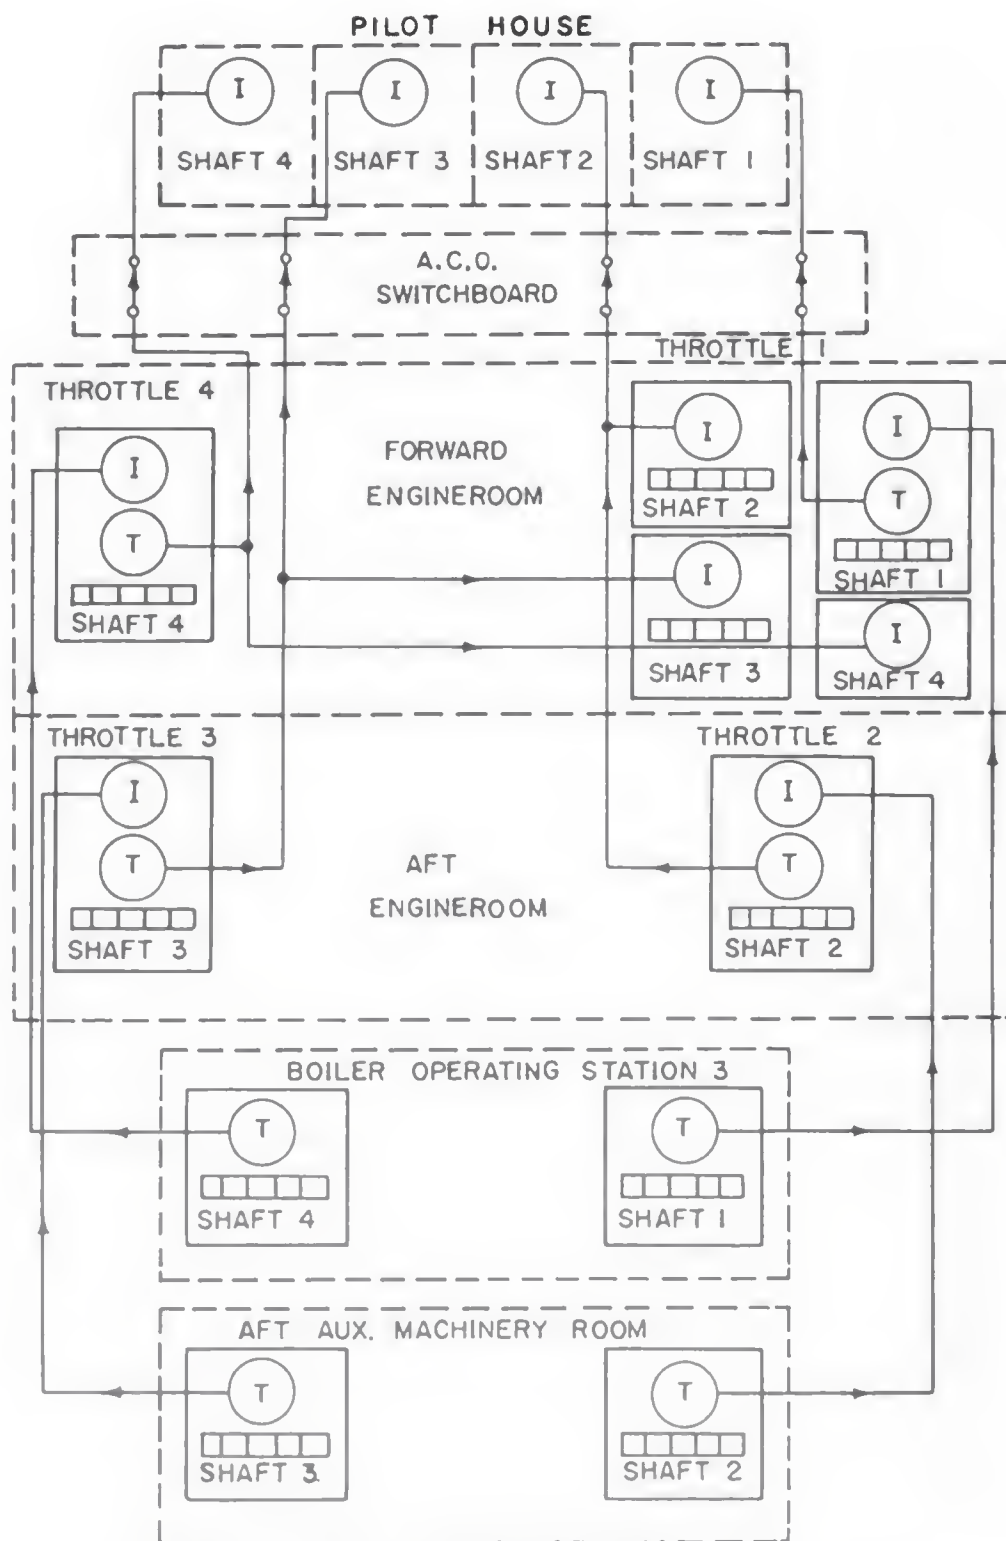 PILOT HOUSE
I I I I
SHAFT 4 SHAFT 3 SHAFT 2 SHAFT 1
A.C.O.
SWITCHBOARD
THROTTLE 1
THROTTLE 4
FORWARD
ENGINEROOM
I
T
SHAFT 4
I
SHAFT 2
I
T
SHAFT 1
I
SHAFT 3
I
SHAFT 4
THROTTLE 3
I
T
SHAFT 3
AFT
ENGINEROOM
THROTTLE 2
I
T
SHAFT 2
BOILER OPERATING STATION 3
T
SHAFT 4
T
SHAFT 1
AFT AUX. MACHINERY ROOM
T
SHAFT 3.
T
SHAFT 2